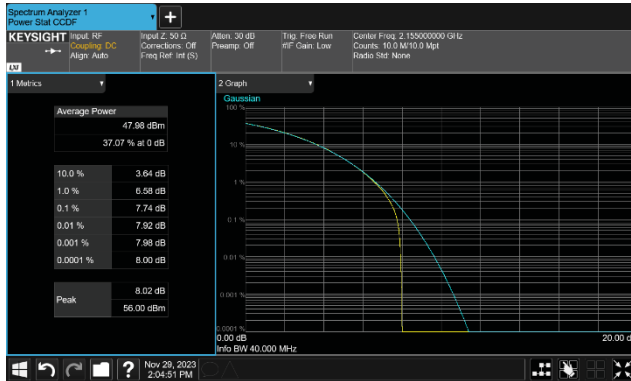 Spectrum Analyzer 1
Power Stat CCDF
KEYSIGHT
Input: RF
Coupling: DC
Align: Auto
Input Z: 50 Ω
Corrections: Off
Freq Ref: Int (S)
Atten: 30 dB
Preamp: Off
Trig: Free Run
#IF Gain: Low
Center Freq: 2.155000000 GHz
Counts: 10.0 M/10.0 Mpt
Radio Std: None
LXI
1 Metrics
Average Power
47.98 dBm
37.07 % at 0 dB
10.0 % 3.64 dB
1.0 % 6.58 dB
0.1 % 7.74 dB
0.01 % 7.92 dB
0.001 % 7.98 dB
0.0001 % 8.00 dB
Peak
8.02 dB
56.00 dBm
2 Graph
Gaussian
100 %
10 %
1 %
0.1 %
0.01 %
0.001 %
0.0001 %
0.00 dB
20.00 d
Info BW 40.000 MHz
?
Nov 29, 2023
2:04:51 PM